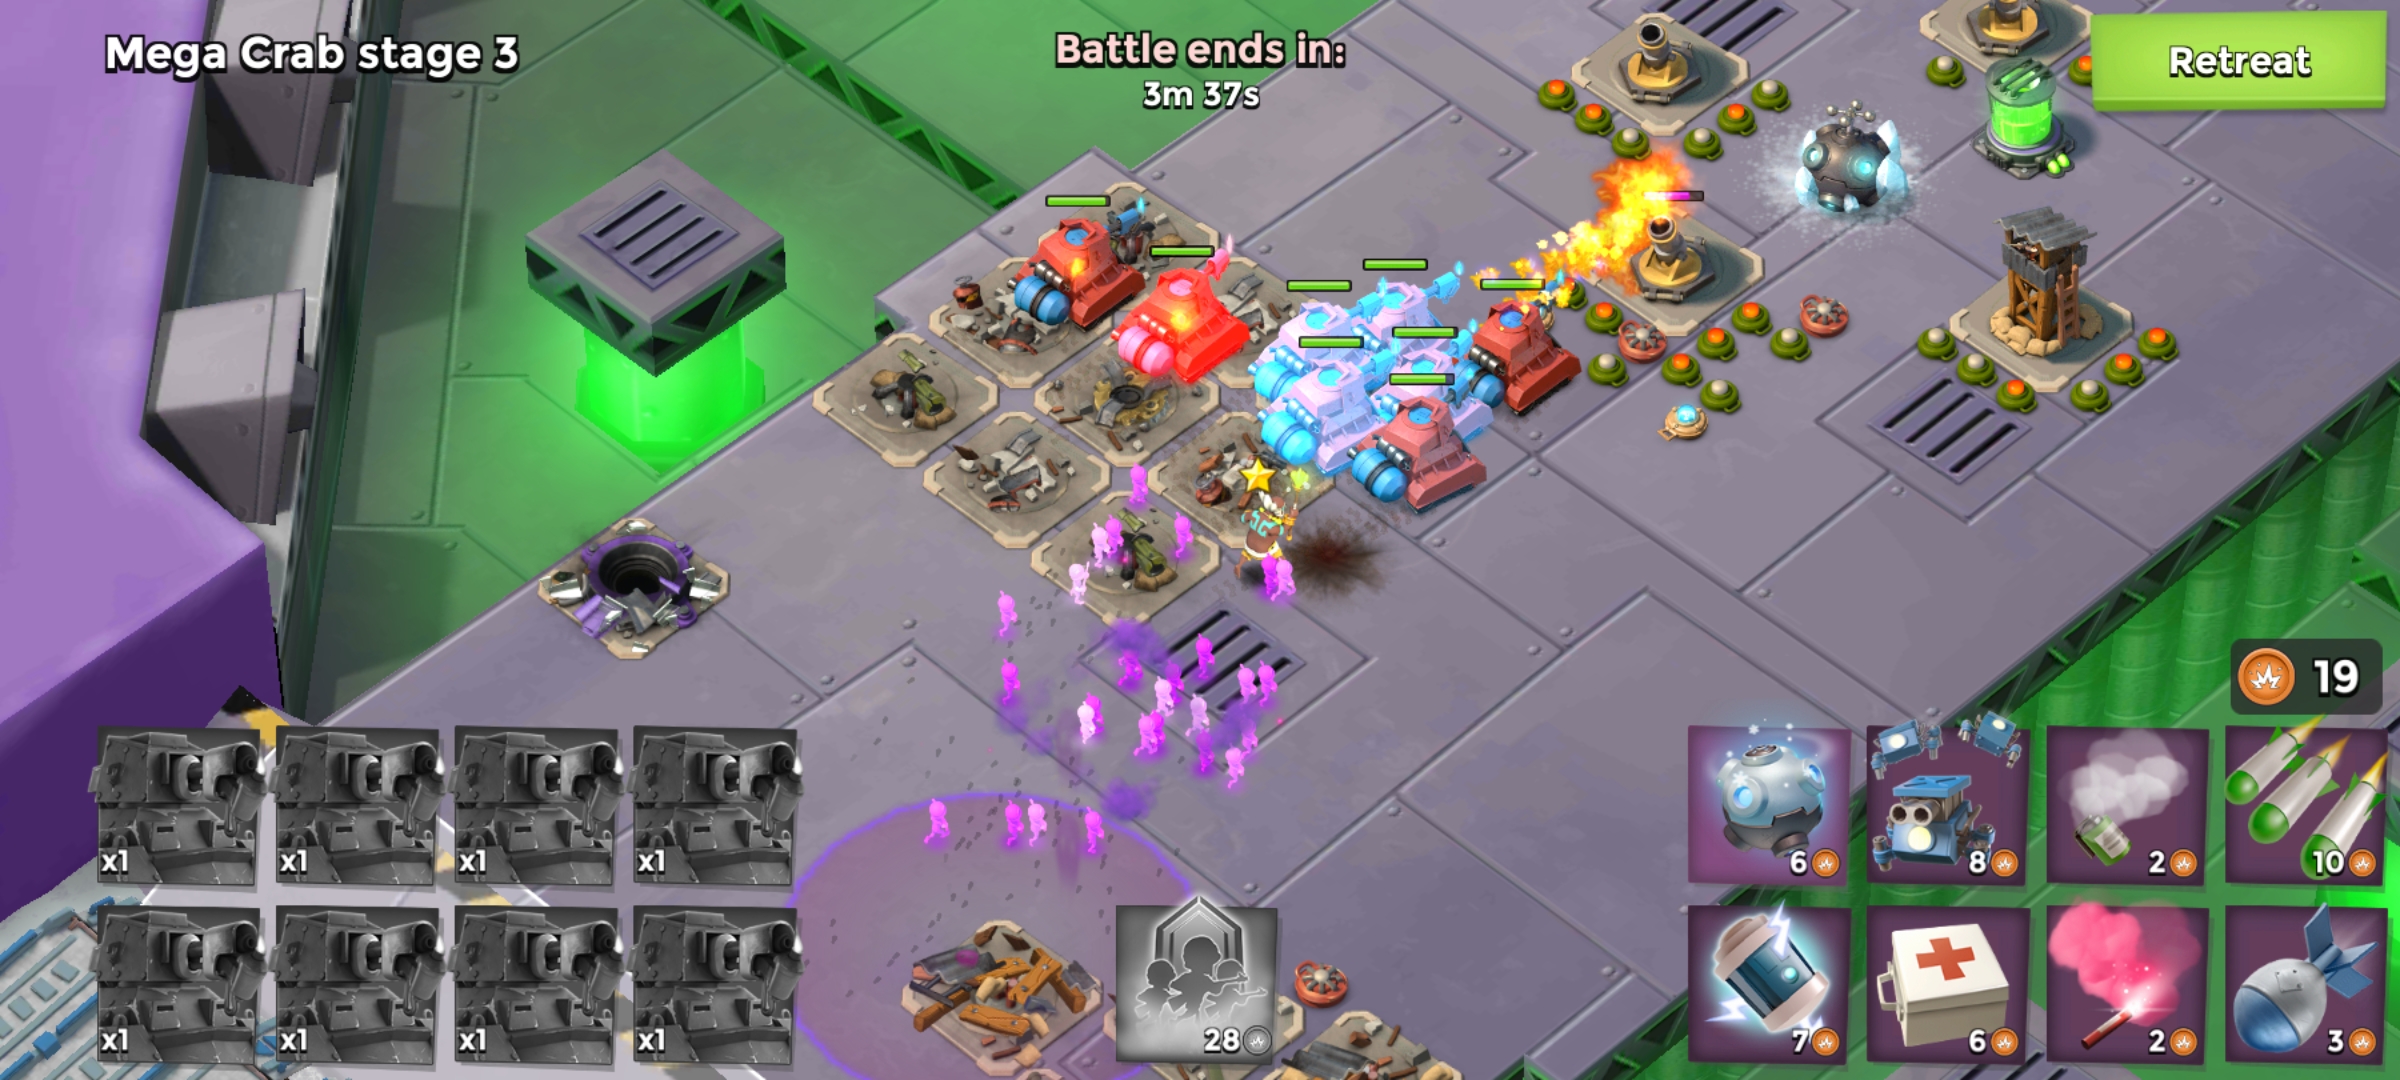 Mega Crab stage 3
Battle ends in:
3m 37s
Retreat
19
x1
x1
x1
x1
6
8
2
10
x1
x1
x1
x1
28
7
6
2
3